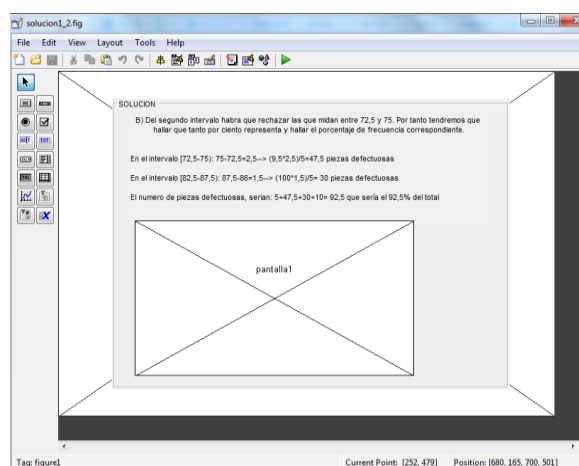 solucion1_2.fig
File Edit View Layout Tools Help
SOLUCION
B) Del segundo intervalo habra que rechazar las que midan entre 72,5 y 75. Por tanto tendremos que
hallar que tanto por ciento representa y hallar el porcentaje de frecuencia correspondiente.
En el intervalo [72,5-75): 75-72,5=2,5--> (9,5*2,5)/5=47,5 piezas defectuosas
En el intervalo [82,5-87,5): 87,5-86=1,5--> (100*1,5)/5= 30 piezas defectuosas
El numero de piezas defectuosas, serian: 5+47,5+30+10= 92,5 que sería el 92,5% del total
pantalla1
Tag: figure1 Current Point: [252, 479] Position: [680, 165, 700, 501]